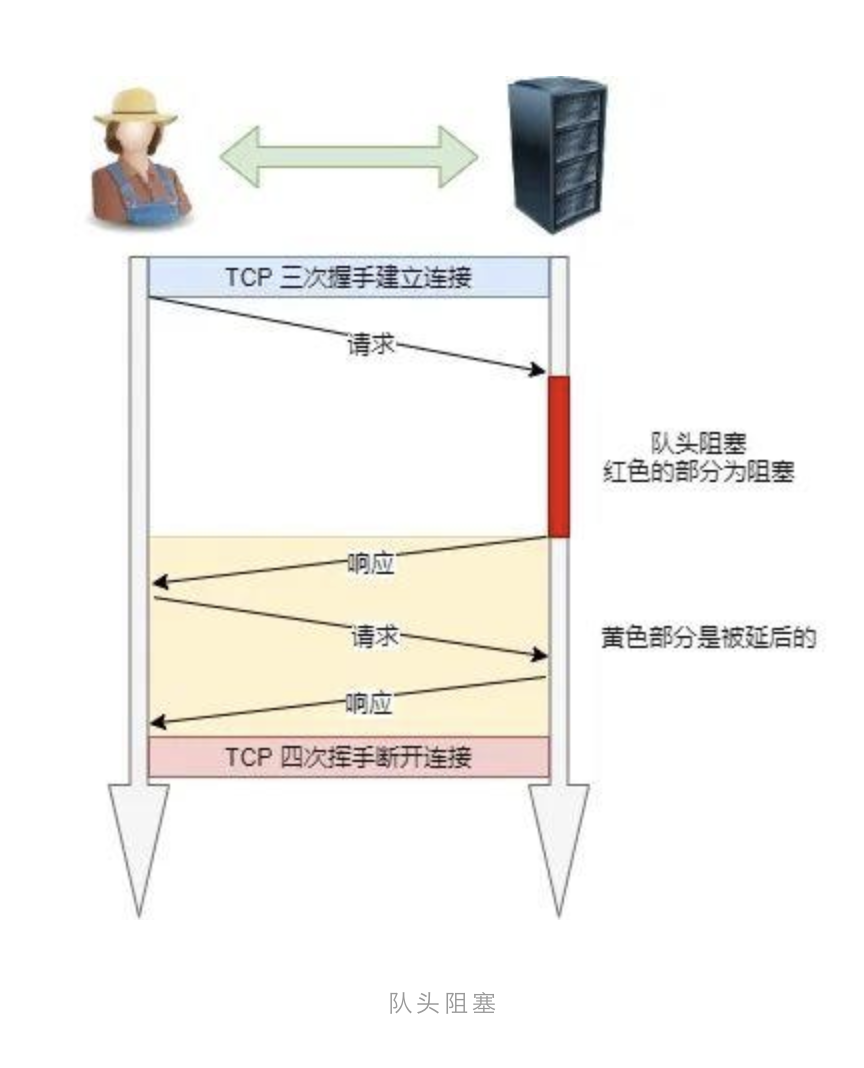 TCP 三次握手建立连接
请求
队头阻塞
红色的部分为阻塞
响应
请求
黄色部分是被延后的
响应
TCP 四次挥手断开连接
队头阻塞